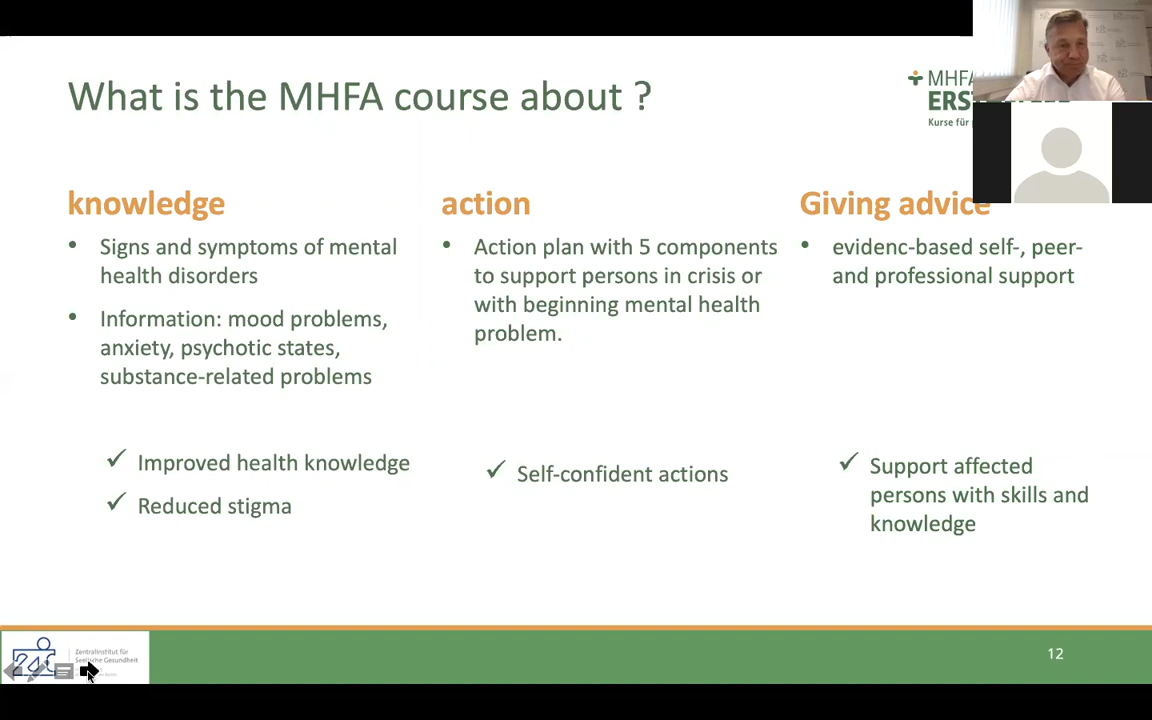 What is the MHFA course about ?
MHFA
Kurse für
knowledge
action
Giving advice
• Signs and symptoms of mental
health disorders
• Information: mood problems,
anxiety, psychotic states,
substance-related problems
✓ Improved health knowledge
✓ Reduced stigma
• Action plan with 5 components
to support persons in crisis or
with beginning mental health
problem.
✓ Self-confident actions
• evidenc-based self-, peer-
and professional support
✓ Support affected
persons with skills and
knowledge
Zentralinstitut für
Seelische Gesundheit
12